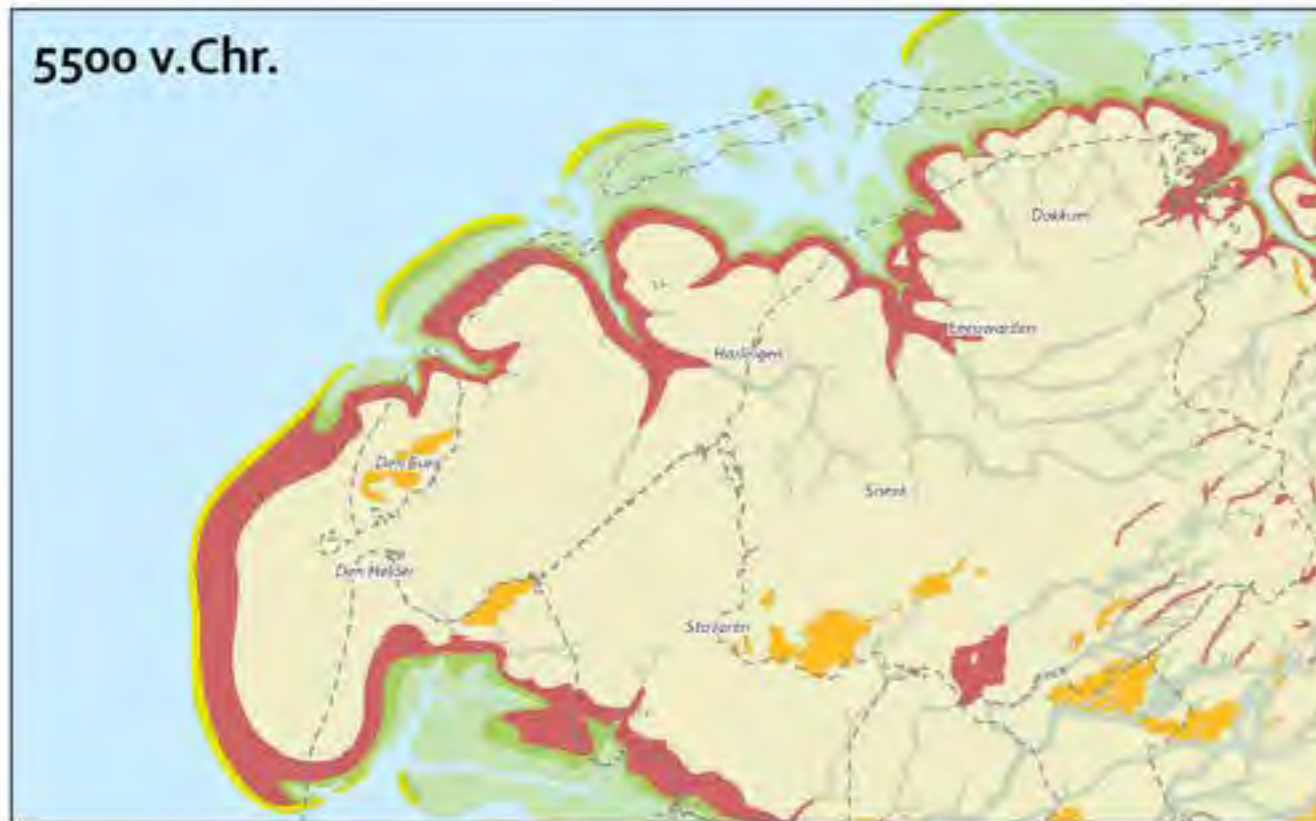 5500 v.Chr.
Dokkum
Leeuwarden
Harlingen
Den Burg
Sneek
Den Helder
Stavoren